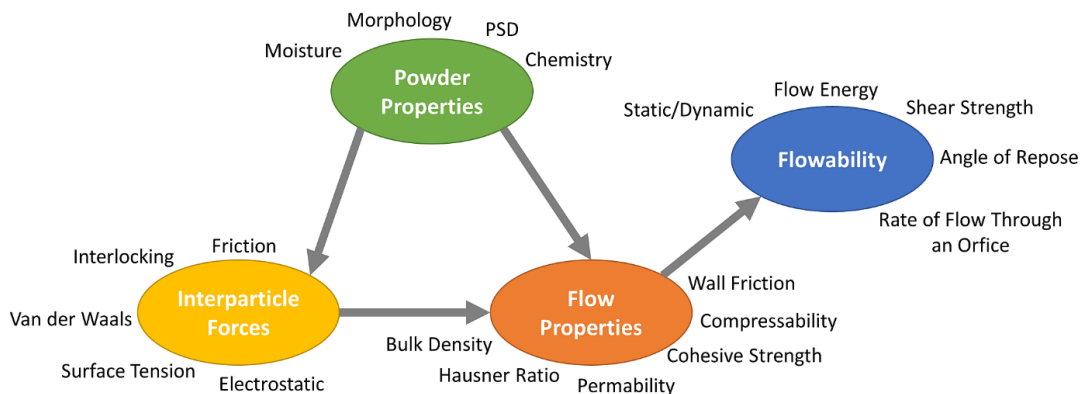 Morphology
PSD
Moisture
Chemistry
Powder
Properties
Flow Energy
Static/Dynamic
Shear Strength
Flowability
Angle of Repose
Rate of Flow Through
an Orfice
Friction
Interlocking
Interparticle
Forces
Van der Waals
Surface Tension
Electrostatic
Flow
Properties
Wall Friction
Compressability
Bulk Density
Cohesive Strength
Hausner Ratio
Permability